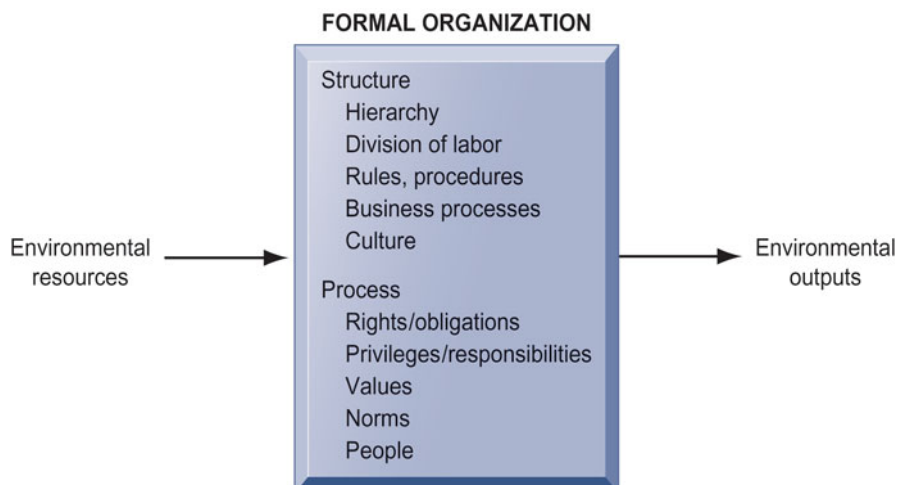 FORMAL ORGANIZATION
Structure
Hierarchy
Division of labor
Rules, procedures
Business processes
Culture
Environmental
resources
Environmental
outputs
Process
Rights/obligations
Privileges/responsibilities
Values
Norms
People